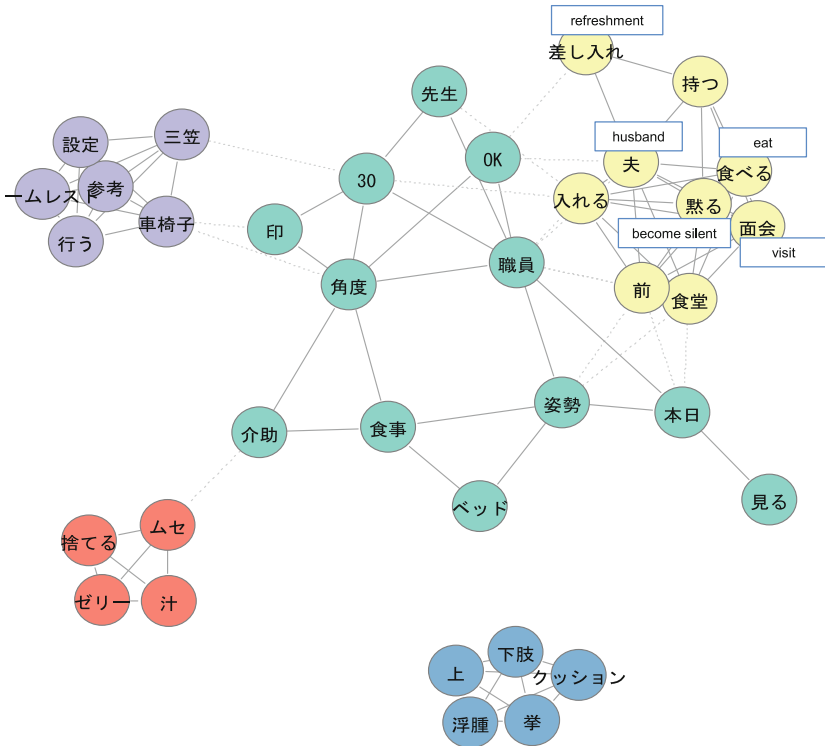 refreshment
差し入れ
持つ
先生
三笠
設定
OK
husband
eat
夫
食べる
30
参考
ームレスト
入れる
黙る
車椅子
印
行う
become silent
面会
visit
職員
角度
前
食堂
姿勢
本日
食事
介助
見る
ベッド
ムセ
捨てる
ゼリー
汁
下肢
上
クッション
浮腫
挙